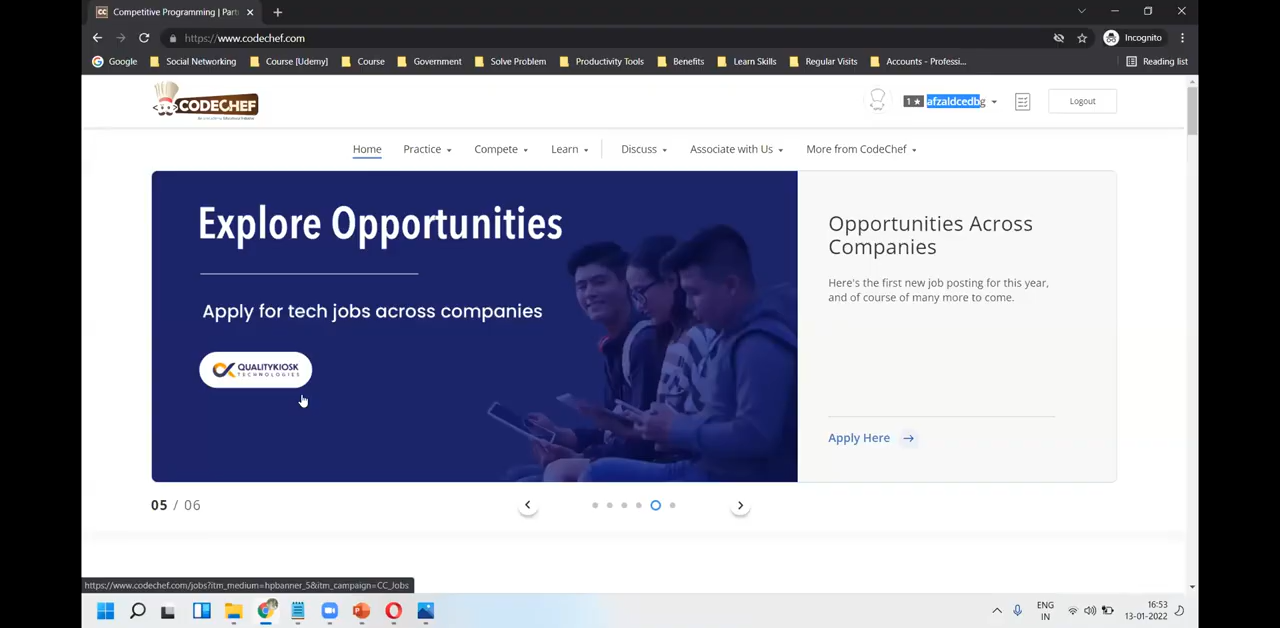 CC Competitive Programming | Part
https://www.codechef.com
Incognito
Google Social Networking Course [Udemy] Course Government Solve Problem Productivity Tools Benefits Learn Skills Regular Visits Accounts - Professi... Reading list
CODECHEF
1★ afzaldcedbg
Logout
Home Practice Compete Learn Discuss Associate with Us More from CodeChef
Explore Opportunities
Apply for tech jobs across companies
QUALITYKIOSK
TECHNOLOGIES
Opportunities Across
Companies
Here's the first new job posting for this year,
and of course of many more to come.
Apply Here →
05 / 06
https://www.codechef.com/jobs?itm_medium=hpbanner_5&itm_campaign=CC_Jobs
ENG
IN
16:53
13-01-2022